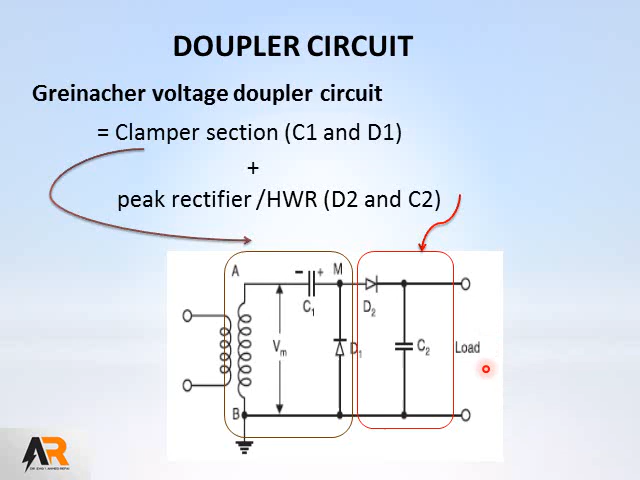 DOUPLER CIRCUIT
Greinacher voltage doupler circuit
= Clamper section (C1 and D1)
+
peak rectifier /HWR (D2 and C2)
A
− + M
C1
D2
Vm
D1
C2
Load
B
AR